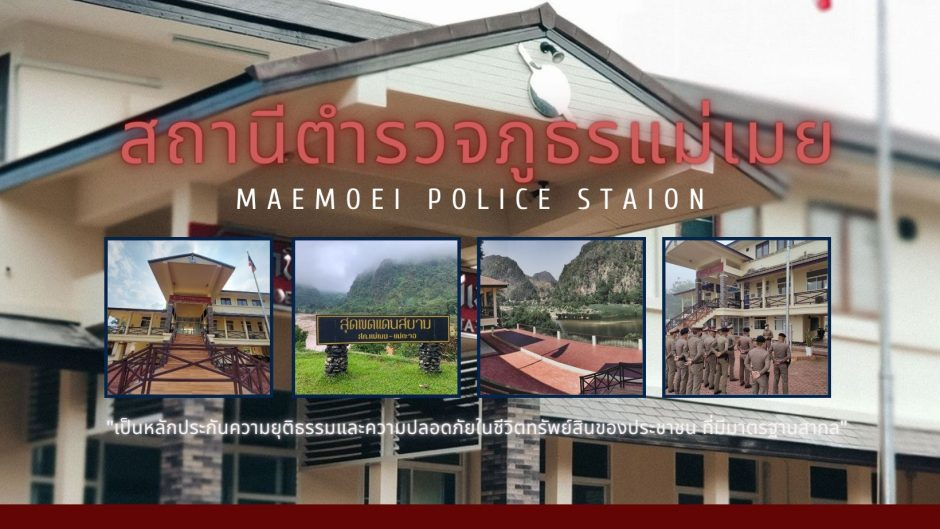 สถานีตำรวจภูธรแม่เมย
MAEMOEI POLICE STAION
สุดเขตแดนสยาม
"เป็นหลักประกันความยุติธรรมและความปลอดภัยในชีวิตทรัพย์สินของประชาชน ที่มีมาตรฐานสากล"